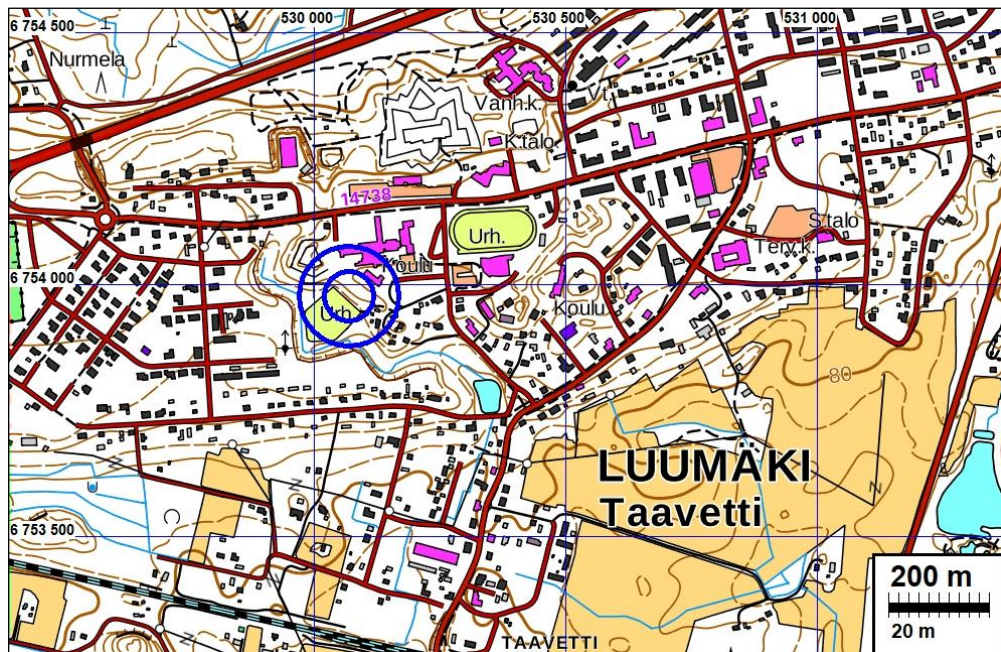 530 000
530 500
531 000
6 754 500
Nurmela
Vanh.k.
V.t.
K.talo
14738
Urh.
S.talo
Terv.k.
Koulu
6 754 000
Urh.
Koulu
80
LUUMÄKI
Taavetti
6 753 500
200 m
20 m
TAAVETTI